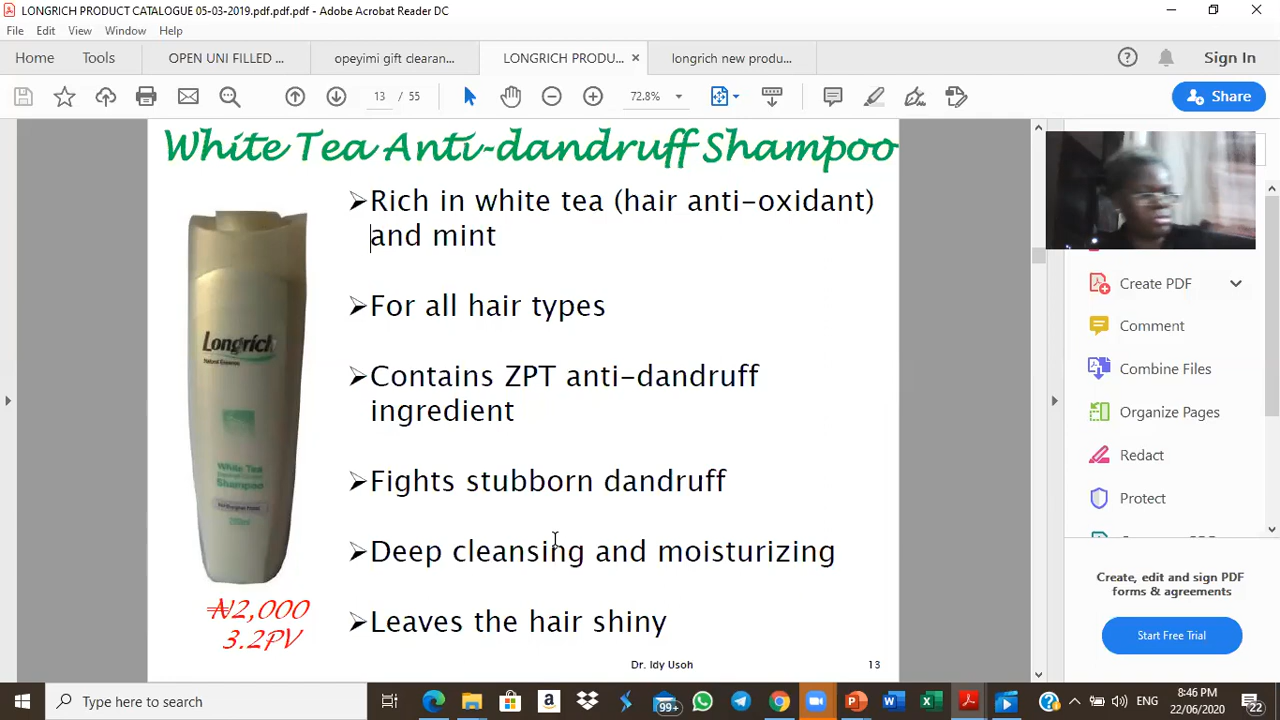 LONGRICH PRODUCT CATALOGUE 05-03-2019.pdf.pdf.pdf - Adobe Acrobat Reader DC
File Edit View Window Help
Home Tools OPEN UNI FILLED ... opeyimi gift clearan... LONGRICH PRODU... × longrich new produ... Sign In
13 / 55 72.8% Share
White Tea Anti-dandruff Shampoo
Rich in white tea (hair anti-oxidant)
and mint
For all hair types
Contains ZPT anti-dandruff
ingredient
Fights stubborn dandruff
Deep cleansing and moisturizing
Leaves the hair shiny
Longrich
White Tea
Shampoo
₦2,000
3.2PV
Dr. Idy Usoh 13
Create PDF
Comment
Combine Files
Organize Pages
Redact
Protect
Create, edit and sign PDF
forms & agreements
Start Free Trial
Type here to search
99+
ENG
8:46 PM
22/06/2020
22